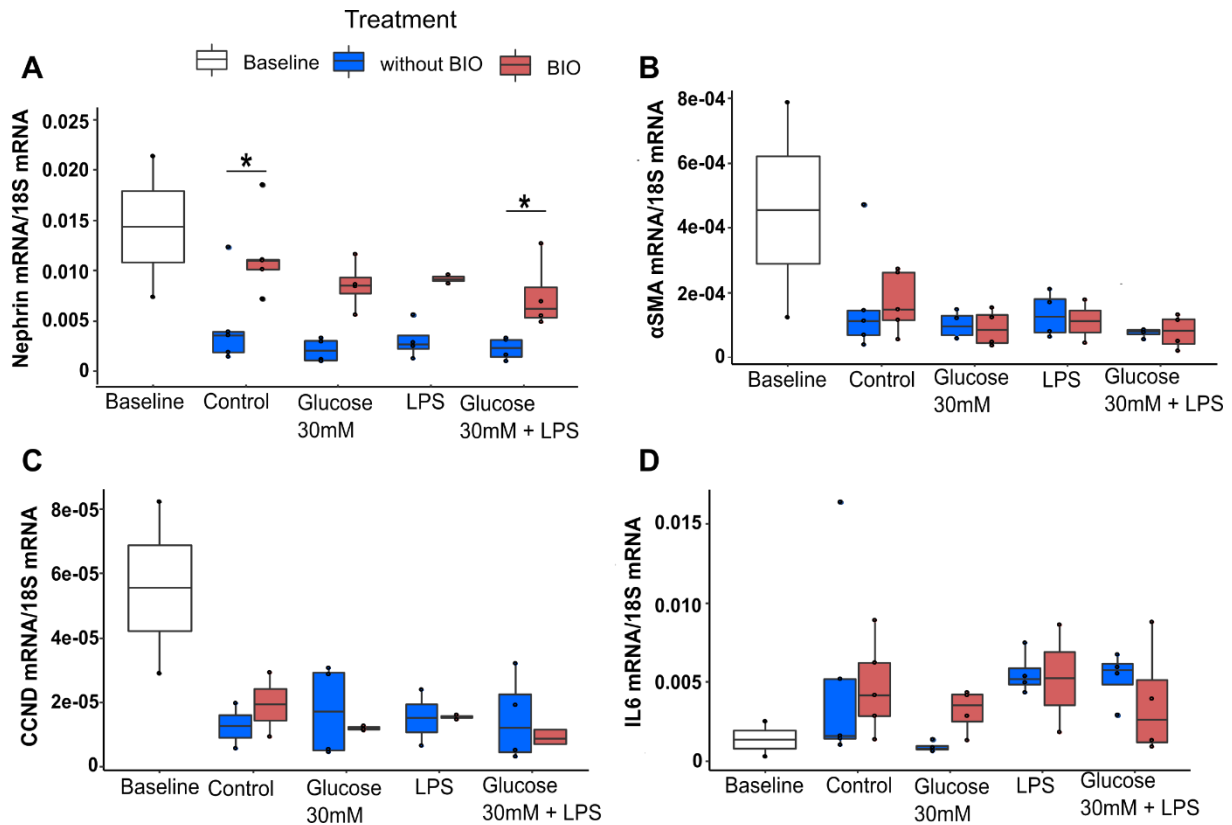 Treatment
Baseline without BIO BIO
A
Nephrin mRNA/18S mRNA
0.025
0.020
0.015
0.010
0.005
0
*
*
Baseline Control Glucose LPS Glucose
30mM 30mM + LPS
B
αSMA mRNA/18S mRNA
8e-04
6e-04
4e-04
2e-04
0
Baseline Control Glucose LPS Glucose
30mM 30mM + LPS
C
CCND mRNA/18S mRNA
8e-05
6e-05
4e-05
2e-05
0
Baseline Control Glucose LPS Glucose
30mM 30mM + LPS
D
IL6 mRNA/18S mRNA
0.015
0.010
0.005
0
Baseline Control Glucose LPS Glucose
30mM 30mM + LPS